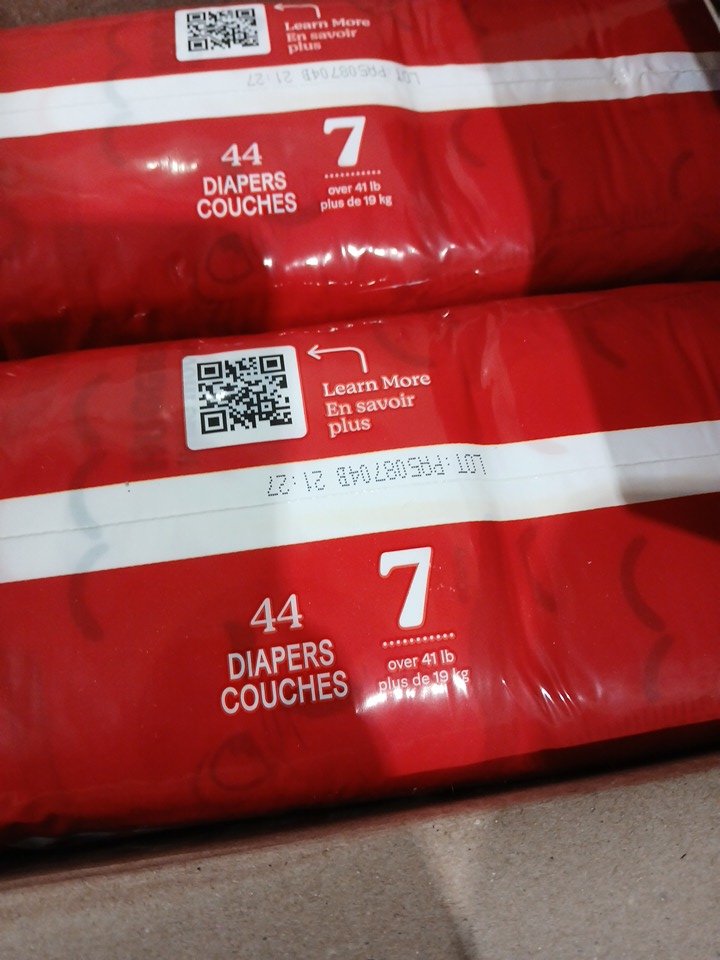 Learn More
En savoir
plus
LOT:PA508704B 21:27
44
DIAPERS
COUCHES
7
over 41 lb
plus de 19 kg
Learn More
En savoir
plus
LOT:PA508704B 21:27
44
DIAPERS
COUCHES
7
over 41 lb
plus de 19 kg